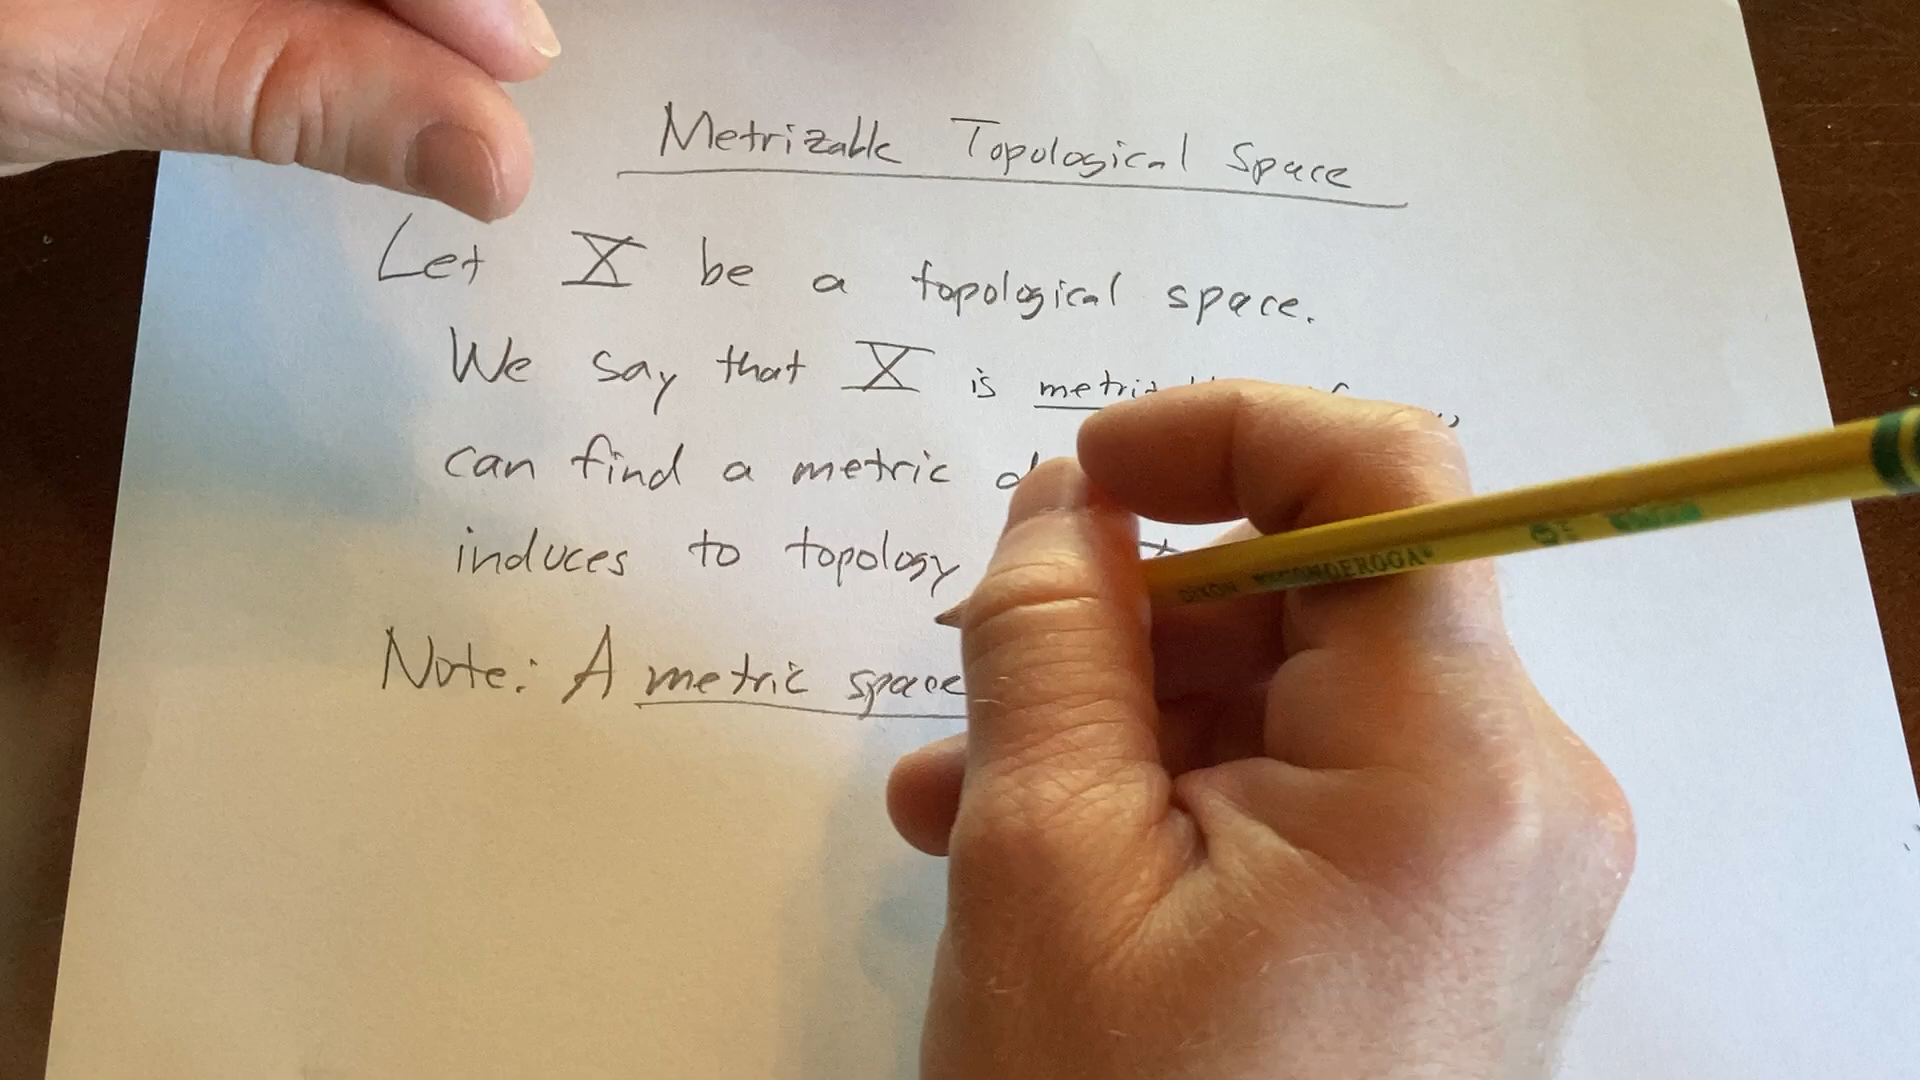 Metrizable Topological Space
Let X be a topological space.
We say that X is
can find a metric
induces to topology
Note: A metric space
TICONDEROGA®